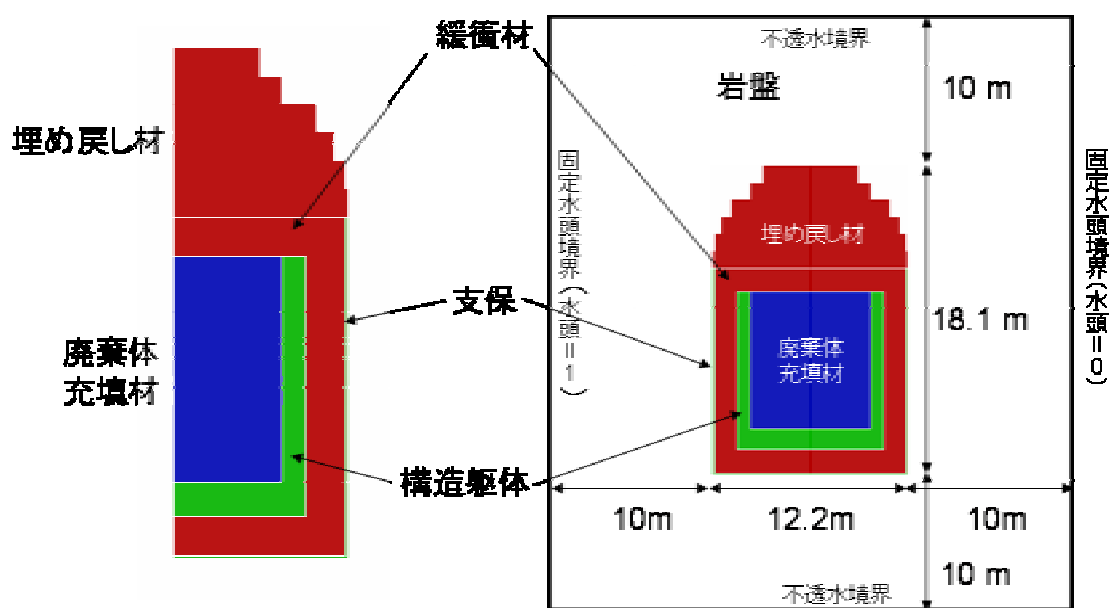 緩衝材
埋め戻し材
支保
廃棄体
充填材
構造躯体
不透水境界
岩盤
10 m
固定水頭境界(水頭=1)
固定水頭境界(水頭=0)
埋め戻し材
18.1 m
廃棄体
充填材
10m
12.2m
10m
10 m
不透水境界